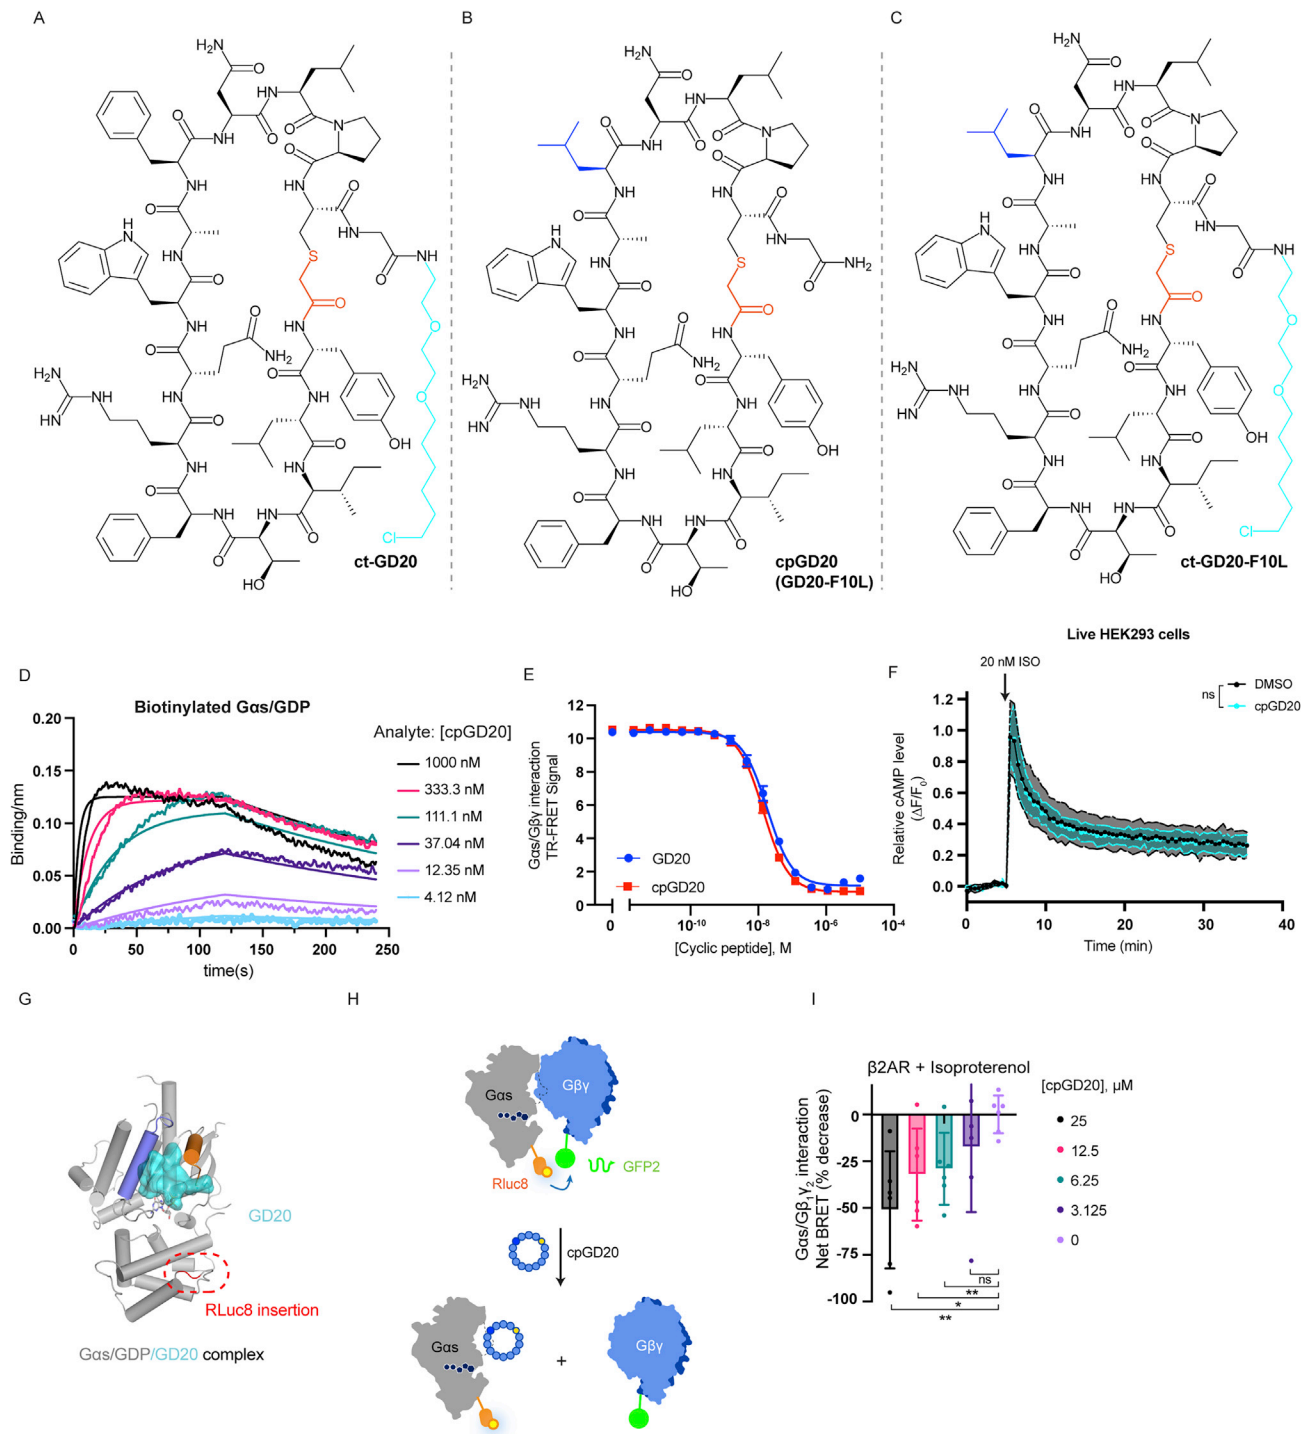 A
B
C
H₂N
O
HN
O
O
N
O
NH
O
O
NH
HN
O
O
NH
H
N
HN
O
HN
O
NH
S
O
O
NH
HN
O
NH₂
H₂N
NH
NH
O
HN
O
OH
O
NH
HN
NH
HN
O
O
O
O
HO
Cl
ct-GD20
cpGD20
(GD20-F10L)
ct-GD20-F10L
D
Biotinylated Gαs/GDP
Binding/nm
0.20
0.15
0.10
0.05
0.00
0 50 100 150 200 250
time(s)
Analyte: [cpGD20]
1000 nM
333.3 nM
111.1 nM
37.04 nM
12.35 nM
4.12 nM
E
Gαs/Gβγ interaction
TR-FRET Signal
12
10
8
6
4
2
0
GD20
cpGD20
0 10⁻¹⁰ 10⁻⁸ 10⁻⁶ 10⁻⁴
[Cyclic peptide], M
Live HEK293 cells
F
20 nM ISO
ns
DMSO
cpGD20
Relative cAMP level
(ΔF/F₀)
1.2
1.0
0.8
0.6
0.4
0.2
0.0
0 10 20 30 40
Time (min)
G
GD20
RLuc8 insertion
Gαs/GDP/GD20 complex
H
Gαs
Gβγ
Rluc8
GFP2
cpGD20
Gαs
+
Gβγ
I
β2AR + Isoproterenol
Gαs/Gβ₁γ₂ interaction
Net BRET (% decrease)
0
-25
-50
-75
-100
ns
**
*
**
[cpGD20], μM
25
12.5
6.25
3.125
0